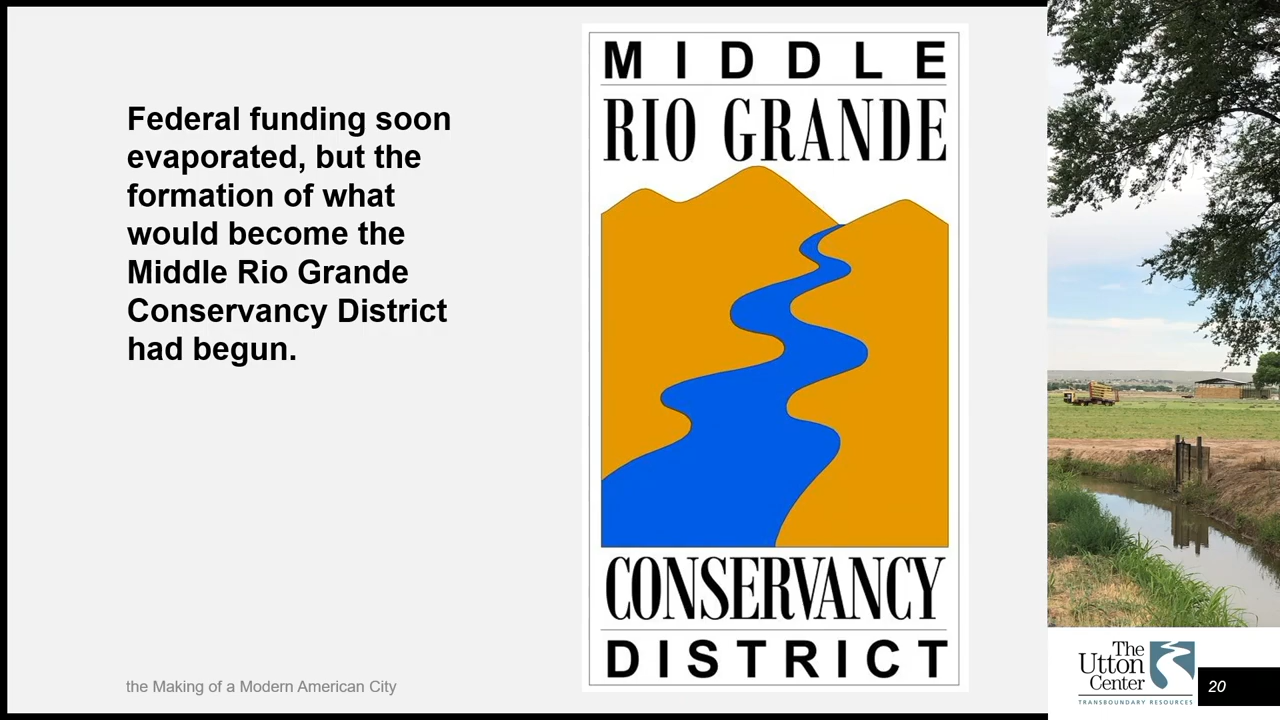 Federal funding soon
evaporated, but the
formation of what
would become the
Middle Rio Grande
Conservancy District
had begun.
MIDDLE
RIO GRANDE
CONSERVANCY
DISTRICT
the Making of a Modern American City
The
Utton
Center
TRANSBOUNDARY RESOURCES
20